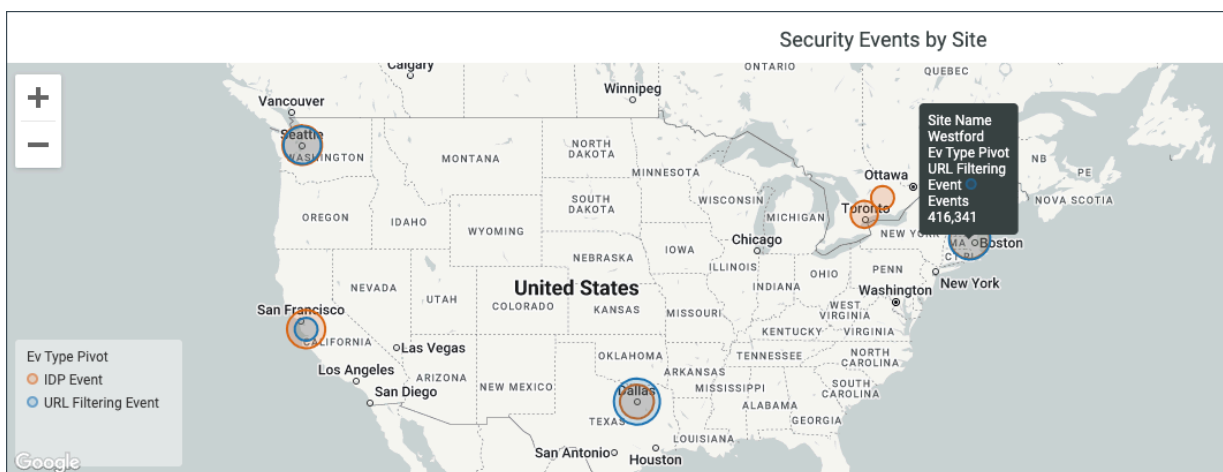 Security Events by Site
+
−
Calgary
Vancouver
Winnipeg
ONTARIO
QUEBEC
Seattle
WASHINGTON
MONTANA
NORTH
DAKOTA
MINNESOTA
Ottawa
NB
PE
NOVA SCOTIA
Site Name
Westford
Ev Type Pivot
URL Filtering
Event
Events
416,341
OREGON
IDAHO
WYOMING
SOUTH
DAKOTA
WISCONSIN
MICHIGAN
Toronto
NEW YORK
MA
Boston
CT
RI
IOWA
Chicago
NEBRASKA
ILLINOIS
INDIANA
OHIO
PENN
New York
NEVADA
UTAH
COLORADO
United States
KANSAS
MISSOURI
WEST
VIRGINIA
Washington
KENTUCKY
VIRGINIA
San Francisco
CALIFORNIA
Las Vegas
Los Angeles
San Diego
ARIZONA
NEW MEXICO
OKLAHOMA
ARKANSAS
TENNESSEE
NORTH
CAROLINA
MISSISSIPPI
SOUTH
CAROLINA
ALABAMA
GEORGIA
Dallas
TEXAS
LOUISIANA
San Antonio
Houston
Ev Type Pivot
IDP Event
URL Filtering Event
Google